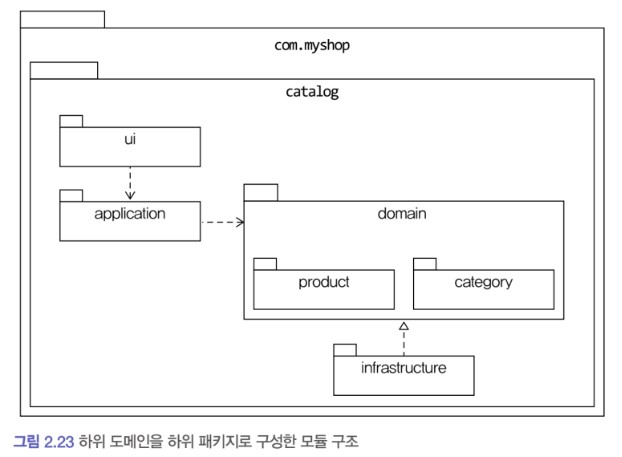 com.myshop
catalog
ui
application
domain
product
category
infrastructure
그림 2.23 하위 도메인을 하위 패키지로 구성한 모듈 구조